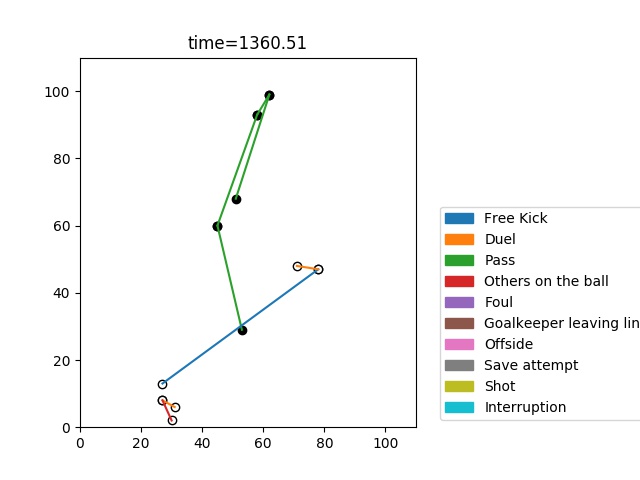 time=1360.51
100
80
60
40
20
0
0 20 40 60 80 100
Free Kick
Duel
Pass
Others on the ball
Foul
Goalkeeper leaving lin
Offside
Save attempt
Shot
Interruption